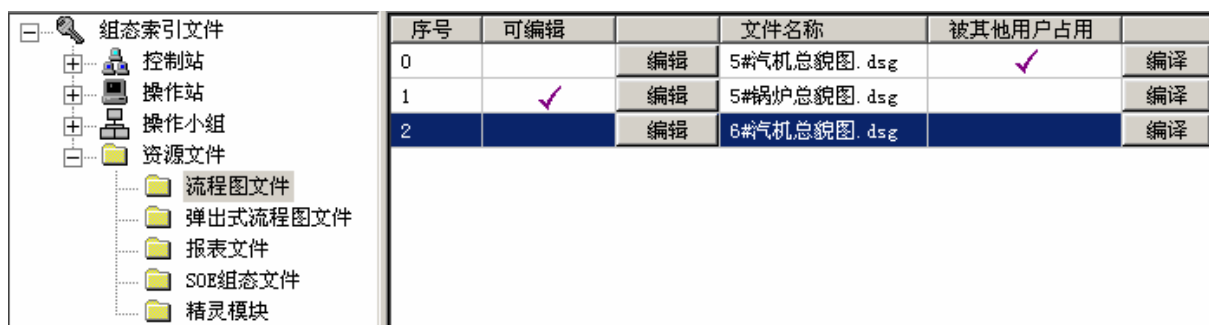 组态索引文件
控制站
操作站
操作小组
资源文件
流程图文件
弹出式流程图文件
报表文件
SOE组态文件
精灵模块
序号 可编辑 文件名称 被其他用户占用
0 编辑 5#汽机总貌图.dsg 编译
1 编辑 5#锅炉总貌图.dsg 编译
2 编辑 6#汽机总貌图.dsg 编译